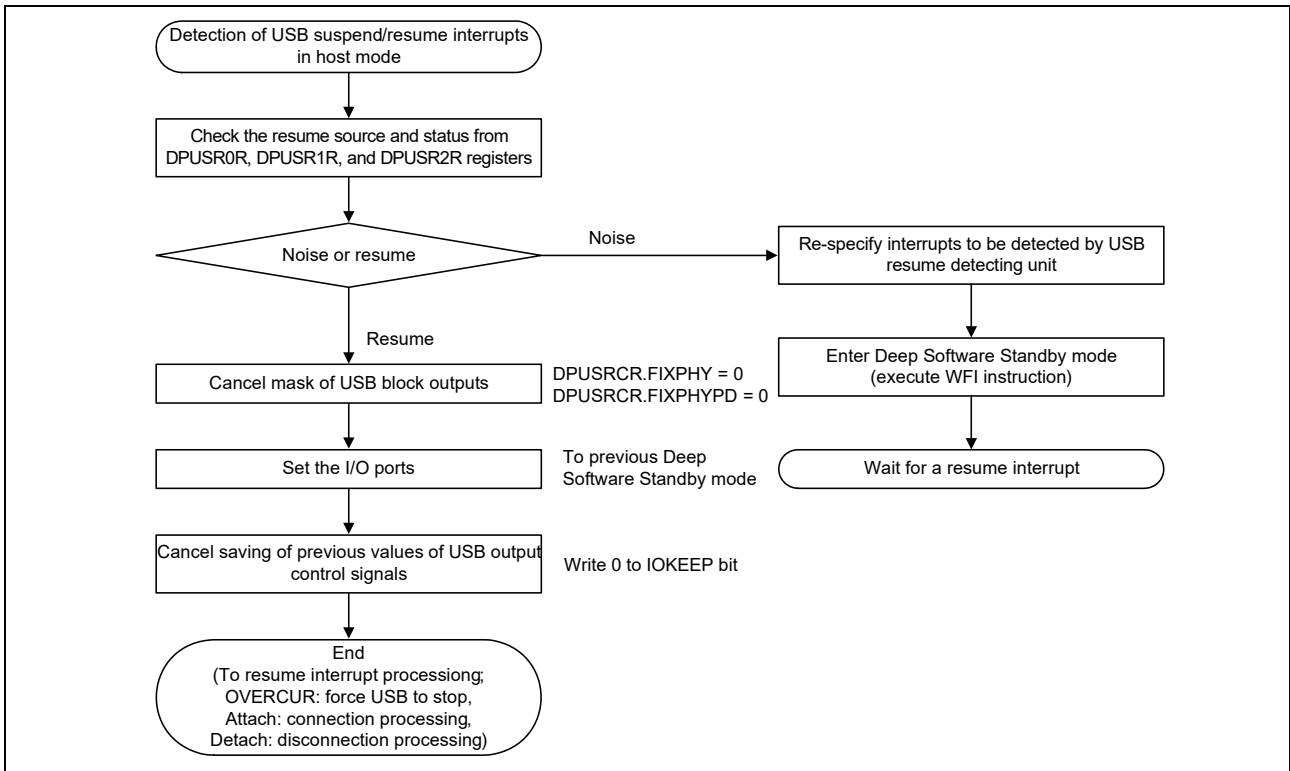 Detection of USB suspend/resume interrupts
in host mode
Check the resume source and status from
DPUSR0R, DPUSR1R, and DPUSR2R registers
Noise or resume
Noise
Re-specify interrupts to be detected by USB
resume detecting unit
Enter Deep Software Standby mode
(execute WFI instruction)
Wait for a resume interrupt
Resume
Cancel mask of USB block outputs
DPUSRCR.FIXPHY = 0
DPUSRCR.FIXPHYPD = 0
Set the I/O ports
To previous Deep
Software Standby mode
Cancel saving of previous values of USB output
control signals
Write 0 to IOKEEP bit
End
(To resume interrupt processiong;
OVERCUR: force USB to stop,
Attach: connection processing,
Detach: disconnection processing)